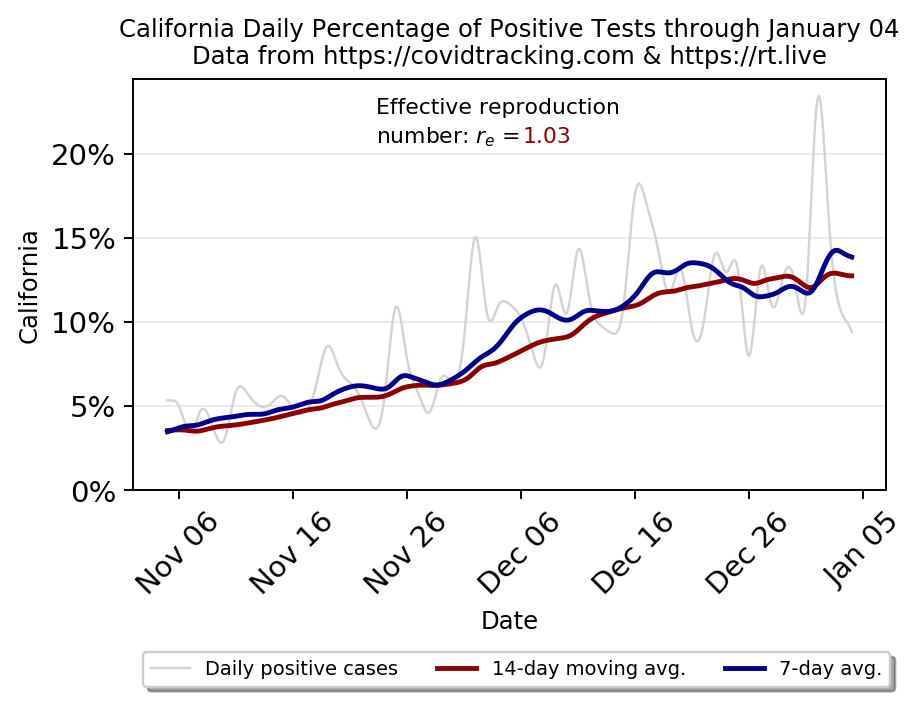 California Daily Percentage of Positive Tests through January 04
Data from https://covidtracking.com & https://rt.live
Effective reproduction
number: rₑ =1.03
20%
15%
10%
5%
0%
California
Nov 06
Nov 16
Nov 26
Dec 06
Dec 16
Dec 26
Jan 05
Date
Daily positive cases
14-day moving avg.
7-day avg.